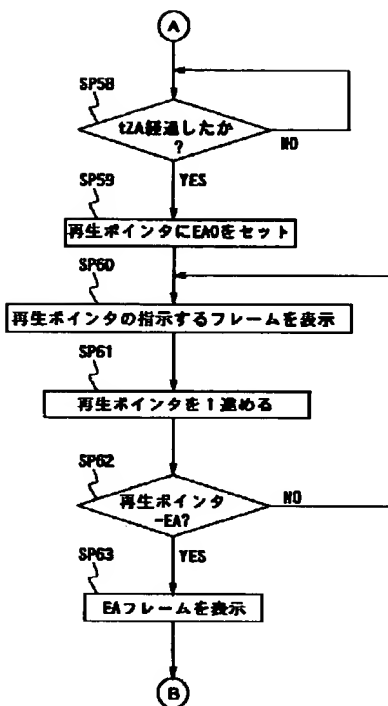 A
SP58
tZA経過したか
?
NO
YES
SP59
再生ポインタにEA0をセット
SP60
再生ポインタの指示するフレームを表示
SP61
再生ポインタを1進める
SP62
再生ポインタ
=EA?
NO
YES
SP63
EAフレームを表示
B